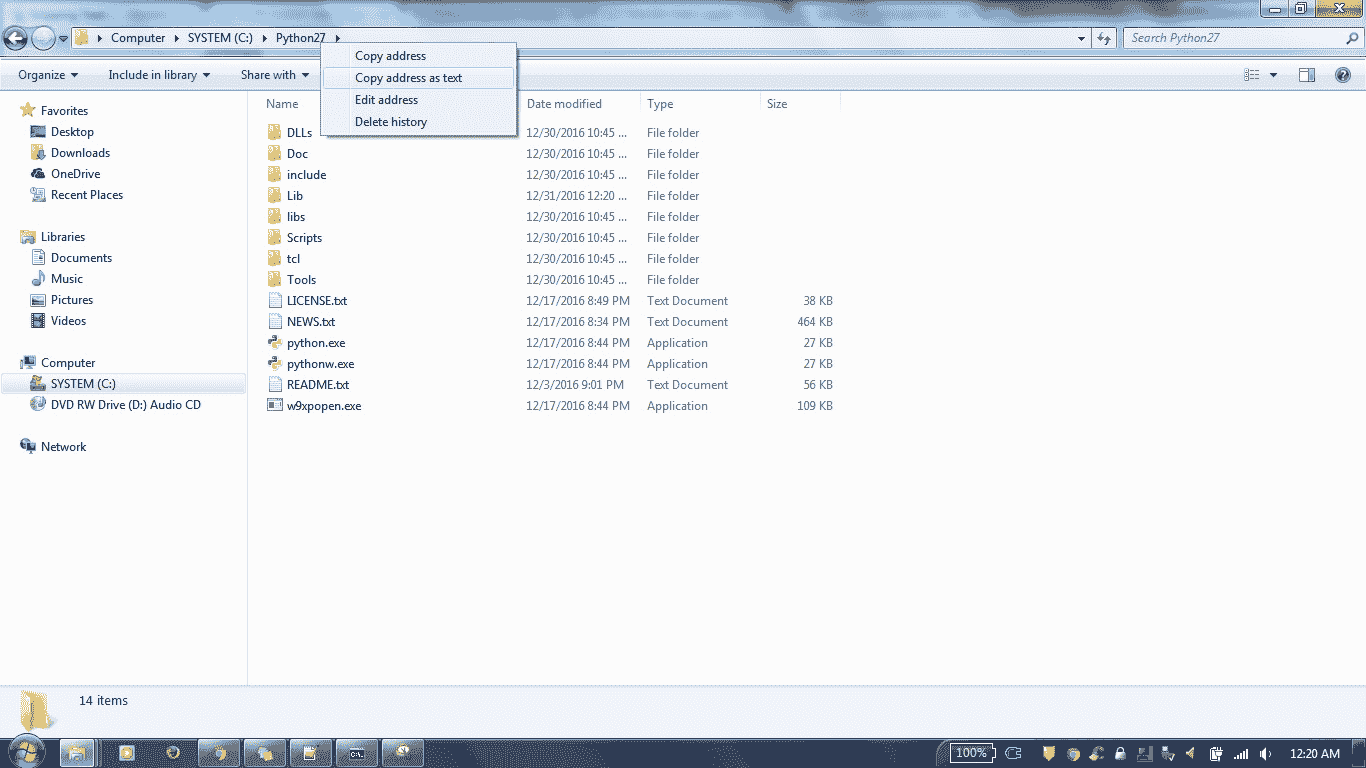 Computer ▸ SYSTEM (C:) ▸ Python27 ▸
Search Python27
Organize Include in library Share with
Copy address
Copy address as text
Edit address
Delete history
Favorites
Desktop
Downloads
OneDrive
Recent Places
Libraries
Documents
Music
Pictures
Videos
Computer
SYSTEM (C:)
DVD RW Drive (D:) Audio CD
Network
Name Date modified Type Size
DLLs 12/30/2016 10:45 ... File folder
Doc 12/30/2016 10:45 ... File folder
include 12/30/2016 10:45 ... File folder
Lib 12/31/2016 12:20 ... File folder
libs 12/30/2016 10:45 ... File folder
Scripts 12/30/2016 10:45 ... File folder
tcl 12/30/2016 10:45 ... File folder
Tools 12/30/2016 10:45 ... File folder
LICENSE.txt 12/17/2016 8:49 PM Text Document 38 KB
NEWS.txt 12/17/2016 8:34 PM Text Document 464 KB
python.exe 12/17/2016 8:44 PM Application 27 KB
pythonw.exe 12/17/2016 8:44 PM Application 27 KB
README.txt 12/3/2016 9:01 PM Text Document 56 KB
w9xpopen.exe 12/17/2016 8:44 PM Application 109 KB
14 items
100%
12:20 AM